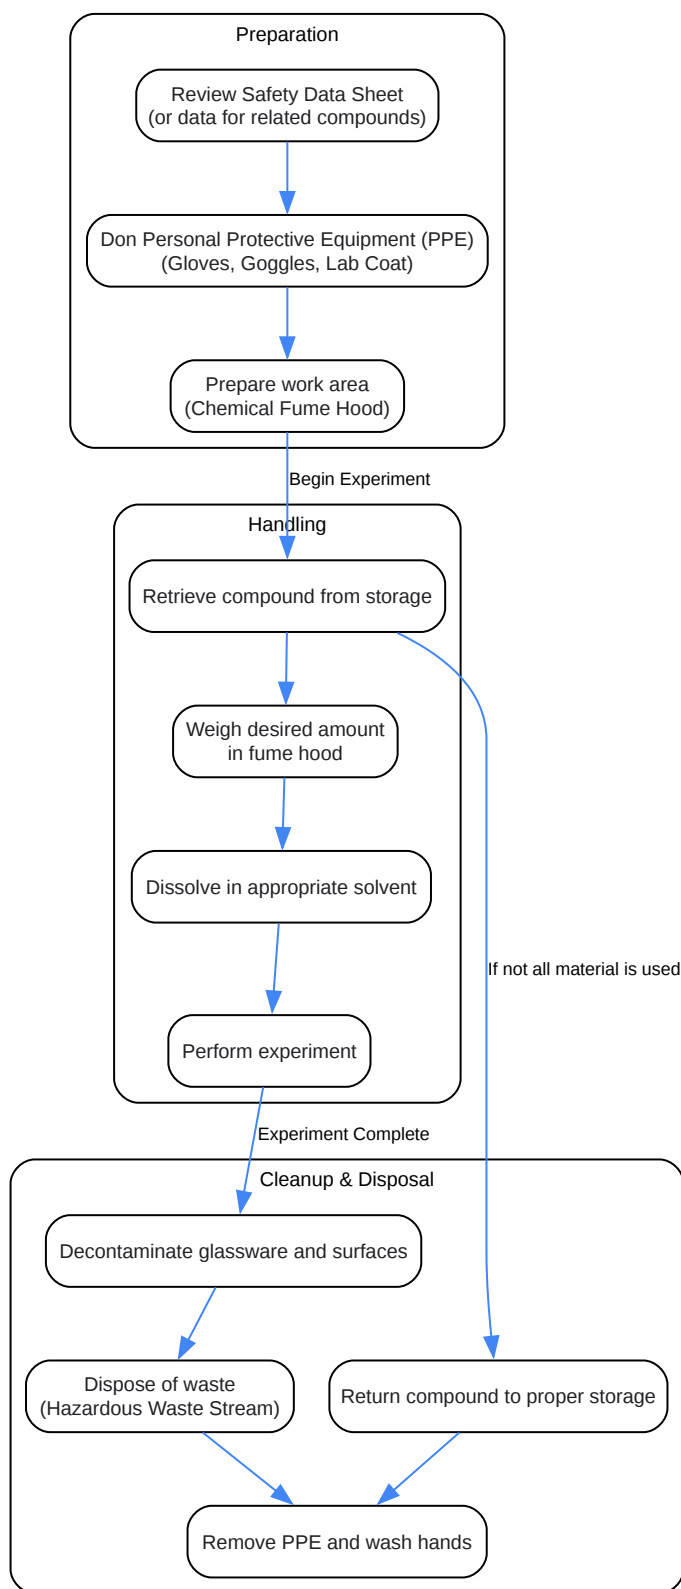 Preparation
Review Safety Data Sheet
(or data for related compounds)
Don Personal Protective Equipment (PPE)
(Gloves, Goggles, Lab Coat)
Prepare work area
(Chemical Fume Hood)
Begin Experiment
Handling
Retrieve compound from storage
Weigh desired amount
in fume hood
Dissolve in appropriate solvent
If not all material is used
Perform experiment
Experiment Complete
Cleanup & Disposal
Decontaminate glassware and surfaces
Dispose of waste
(Hazardous Waste Stream)
Return compound to proper storage
Remove PPE and wash hands